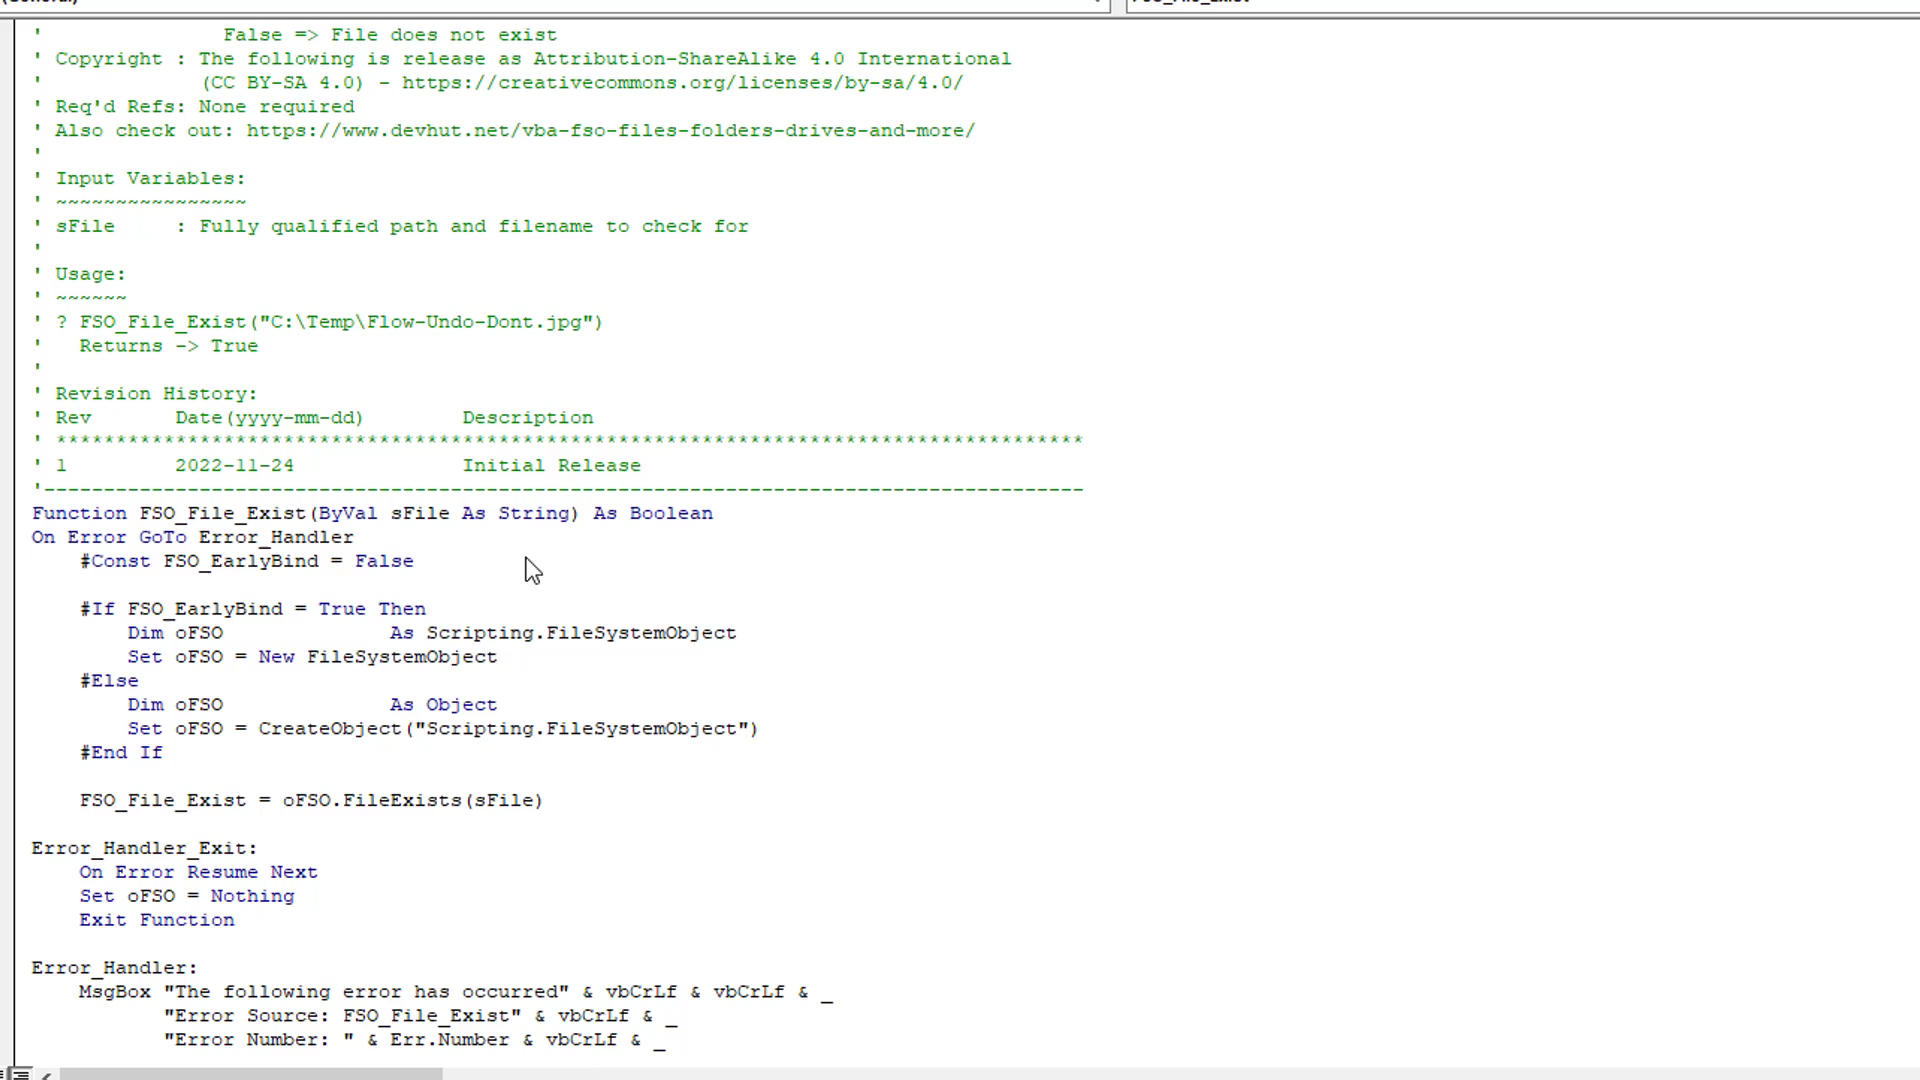 '               False => File does not exist
' Copyright : The following is release as Attribution-ShareAlike 4.0 International
'             (CC BY-SA 4.0) - https://creativecommons.org/licenses/by-sa/4.0/
' Req'd Refs: None required
' Also check out: https://www.devhut.net/vba-fso-files-folders-drives-and-more/
'
' Input Variables:
' ~~~~~~~~~~~~~~~~
' sFile     : Fully qualified path and filename to check for
'
' Usage:
' ~~~~~~
' ? FSO_File_Exist("C:\Temp\Flow-Undo-Dont.jpg")
'   Returns -> True
'
' Revision History:
' Rev       Date(yyyy-mm-dd)        Description
' **************************************************************************************
' 1         2022-11-24              Initial Release
'---------------------------------------------------------------------------------------
Function FSO_File_Exist(ByVal sFile As String) As Boolean
On Error GoTo Error_Handler
    #Const FSO_EarlyBind = False
    #If FSO_EarlyBind = True Then
        Dim oFSO              As Scripting.FileSystemObject
        Set oFSO = New FileSystemObject
    #Else
        Dim oFSO              As Object
        Set oFSO = CreateObject("Scripting.FileSystemObject")
    #End If
    FSO_File_Exist = oFSO.FileExists(sFile)
Error_Handler_Exit:
    On Error Resume Next
    Set oFSO = Nothing
    Exit Function
Error_Handler:
    MsgBox "The following error has occurred" & vbCrLf & vbCrLf & _
           "Error Source: FSO_File_Exist" & vbCrLf & _
           "Error Number: " & Err.Number & vbCrLf & _